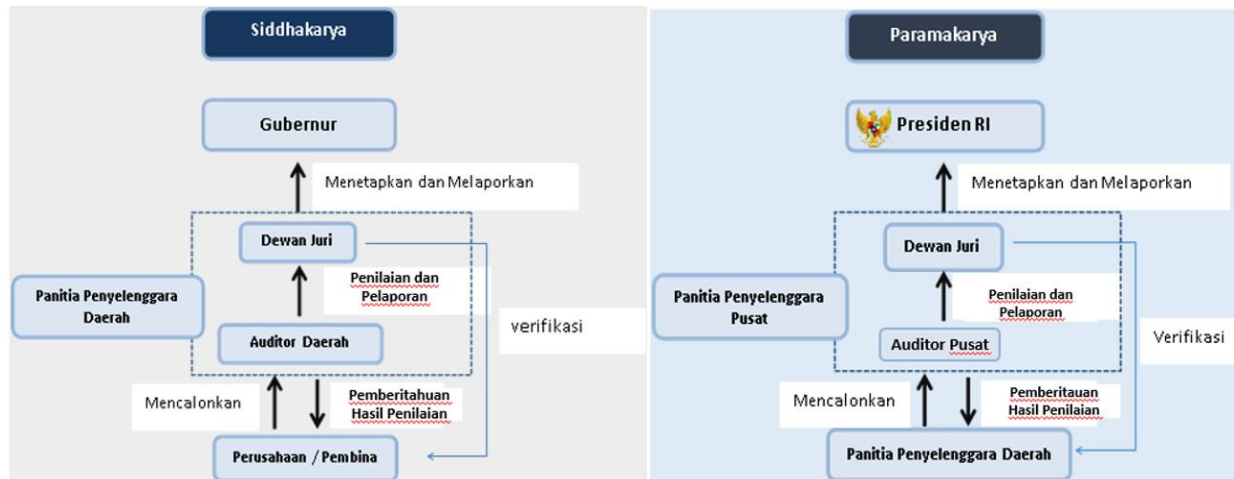 Siddhakarya
Gubernur
Menetapkan dan Melaporkan
Dewan Juri
Penilaian dan
Pelaporan
Panitia Penyelenggara
Daerah
verifikasi
Auditor Daerah
Mencalonkan
Pemberitahuan
Hasil Penilaian
Perusahaan / Pembina
Paramakarya
Presiden RI
Menetapkan dan Melaporkan
Dewan Juri
Penilaian dan
Pelaporan
Panitia Penyelenggara
Pusat
Verifikasi
Auditor Pusat
Mencalonkan
Pemberitauan
Hasil Penilaian
Panitia Penyelenggara Daerah